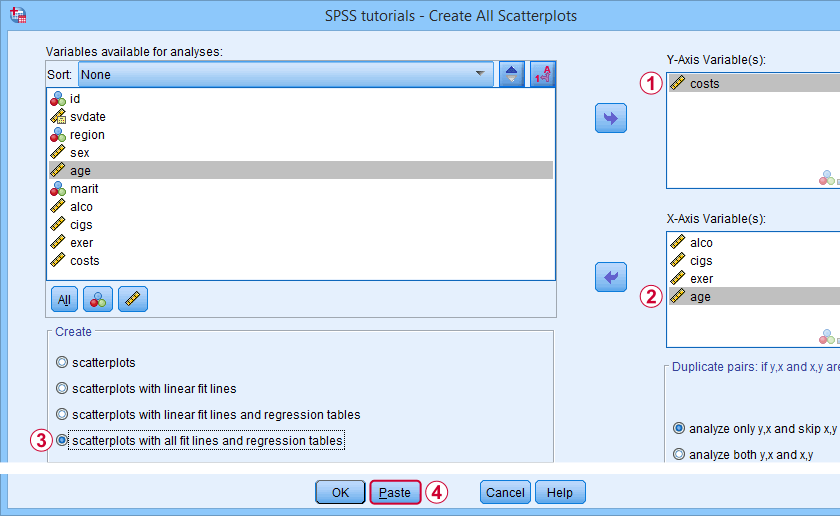 SPSS tutorials - Create All Scatterplots
Variables available for analyses:
Sort: None
id
svdate
region
sex
age
marit
alco
cigs
exer
costs
All
Create
scatterplots
scatterplots with linear fit lines
scatterplots with linear fit lines and regression tables
3 scatterplots with all fit lines and regression tables
Y-Axis Variable(s):
1 costs
X-Axis Variable(s):
alco
cigs
exer
2 age
Duplicate pairs: if y,x and x,y are
analyze only y,x and skip x,y
analyze both y,x and x,y
OK Paste 4 Cancel Help